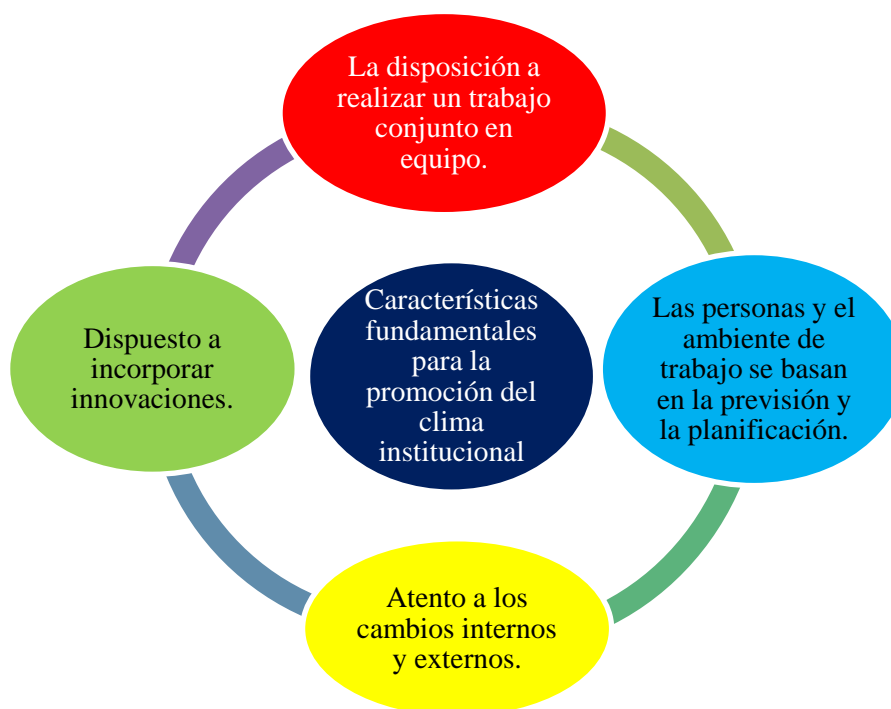 La disposición a
realizar un trabajo
conjunto en
equipo.
Características
fundamentales
para la
promoción del
clima
institucional
Las personas y el
ambiente de
trabajo se basan
en la previsión y
la planificación.
Atento a los
cambios internos
y externos.
Dispuesto a
incorporar
innovaciones.